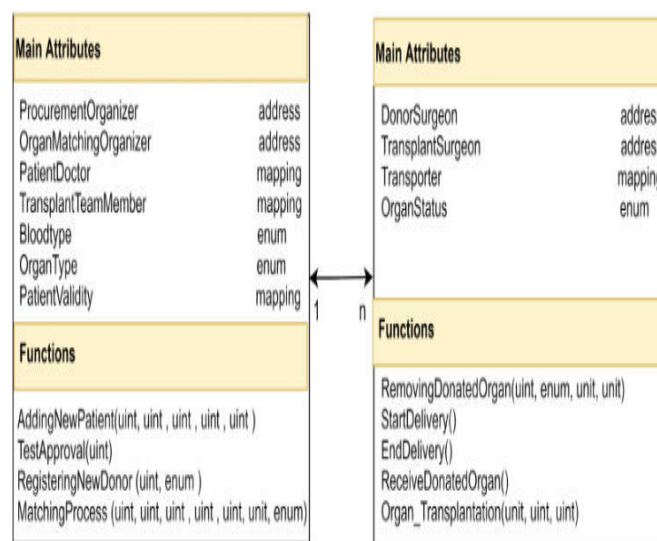 Main Attributes
ProcurementOrganizer address
OrganMatchingOrganizer address
PatientDoctor mapping
TransplantTeamMember mapping
Bloodtype enum
OrganType enum
PatientValidity mapping
Functions
AddingNewPatient(uint, uint , uint , uint , uint )
TestApproval(uint)
RegisteringNewDonor (uint, enum )
MatchingProcess (uint, uint, uint , uint , uint, unit, enum)
1 n
Main Attributes
DonorSurgeon addres
TransplantSurgeon addres
Transporter mapping
OrganStatus enum
Functions
RemovingDonatedOrgan(uint, enum, unit, unit)
StartDelivery()
EndDelivery()
ReceiveDonatedOrgan()
Organ_Transplantation(unit, uint, uint)